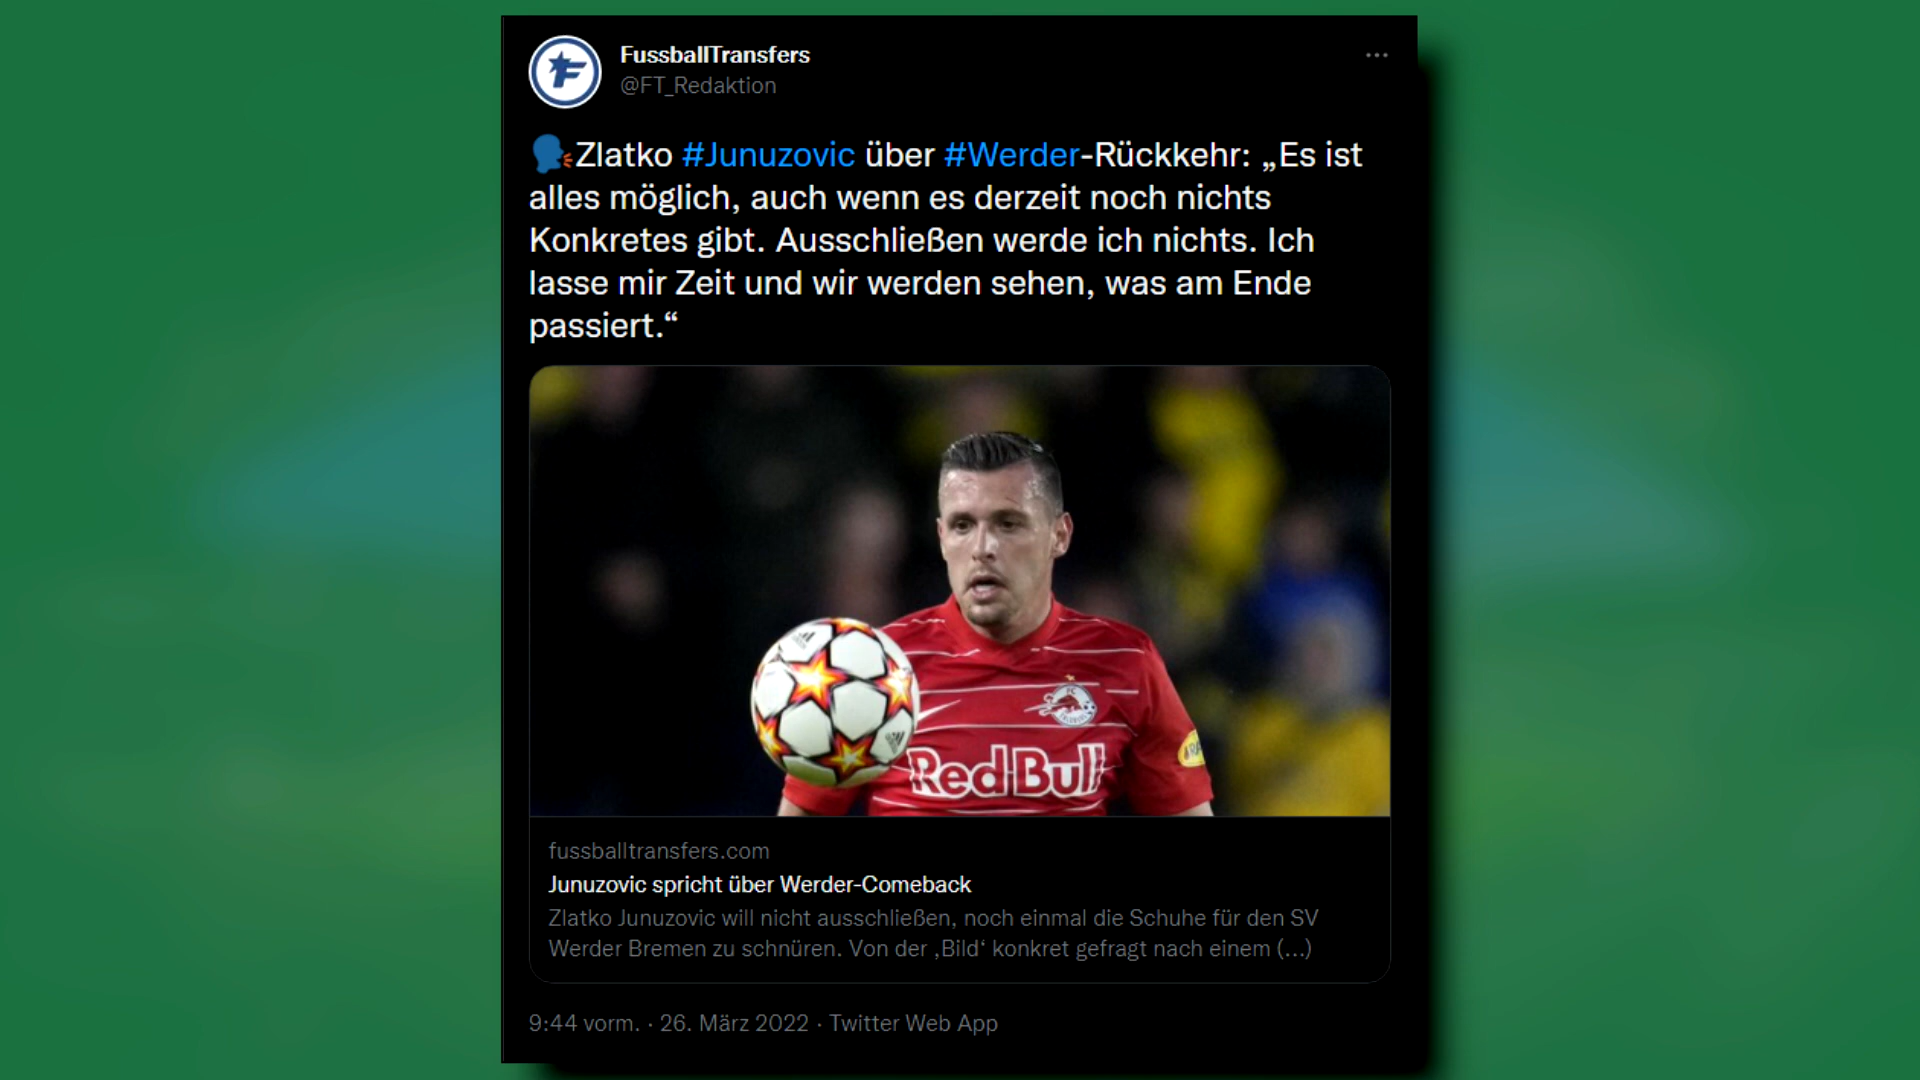 FussballTransfers
@FT_Redaktion
Zlatko #Junuzovic über #Werder-Rückkehr: „Es ist
alles möglich, auch wenn es derzeit noch nichts
Konkretes gibt. Ausschließen werde ich nichts. Ich
lasse mir Zeit und wir werden sehen, was am Ende
passiert.“
Red Bull
fussballtransfers.com
Junuzovic spricht über Werder-Comeback
Zlatko Junuzovic will nicht ausschließen, noch einmal die Schuhe für den SV
Werder Bremen zu schnüren. Von der ‚Bild‘ konkret gefragt nach einem (...)
9:44 vorm. · 26. März 2022 · Twitter Web App